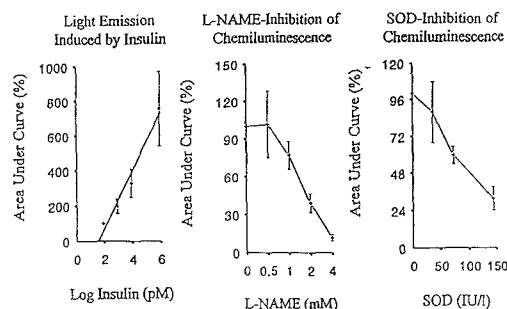 Light Emission
Induced by Insulin
Area Under Curve (%)
1000
800
600
400
200
0
0 2 4 6
Log Insulin (pM)
L-NAME-Inhibition of
Chemiluminescence
Area Under Curve (%)
150
120
90
60
30
0
0 0.5 1 2 4
L-NAME (mM)
SOD-Inhibition of
Chemiluminescence
Area Under Curve (%)
120
96
72
48
24
0
0 50 100 150
SOD (IU/l)